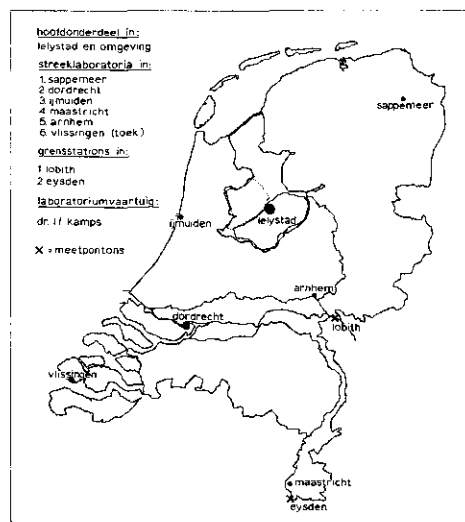 hoofdonderdeel in:
lelystad en omgeving
streeklaboratoria in:
1. sappemeer
2 dordrecht
3. ijmuiden
4 maastricht
5. arnhem
6. vlissingen (toek)
grensstations in:
1 lobith
2 eysden
laboratoriumvaartuig:
dr. l f kamps
x = meetpontons
sappemeer
ijmuiden
lelystad
arnhem
dordrecht
lobith
vlissingen
maastricht
eysden